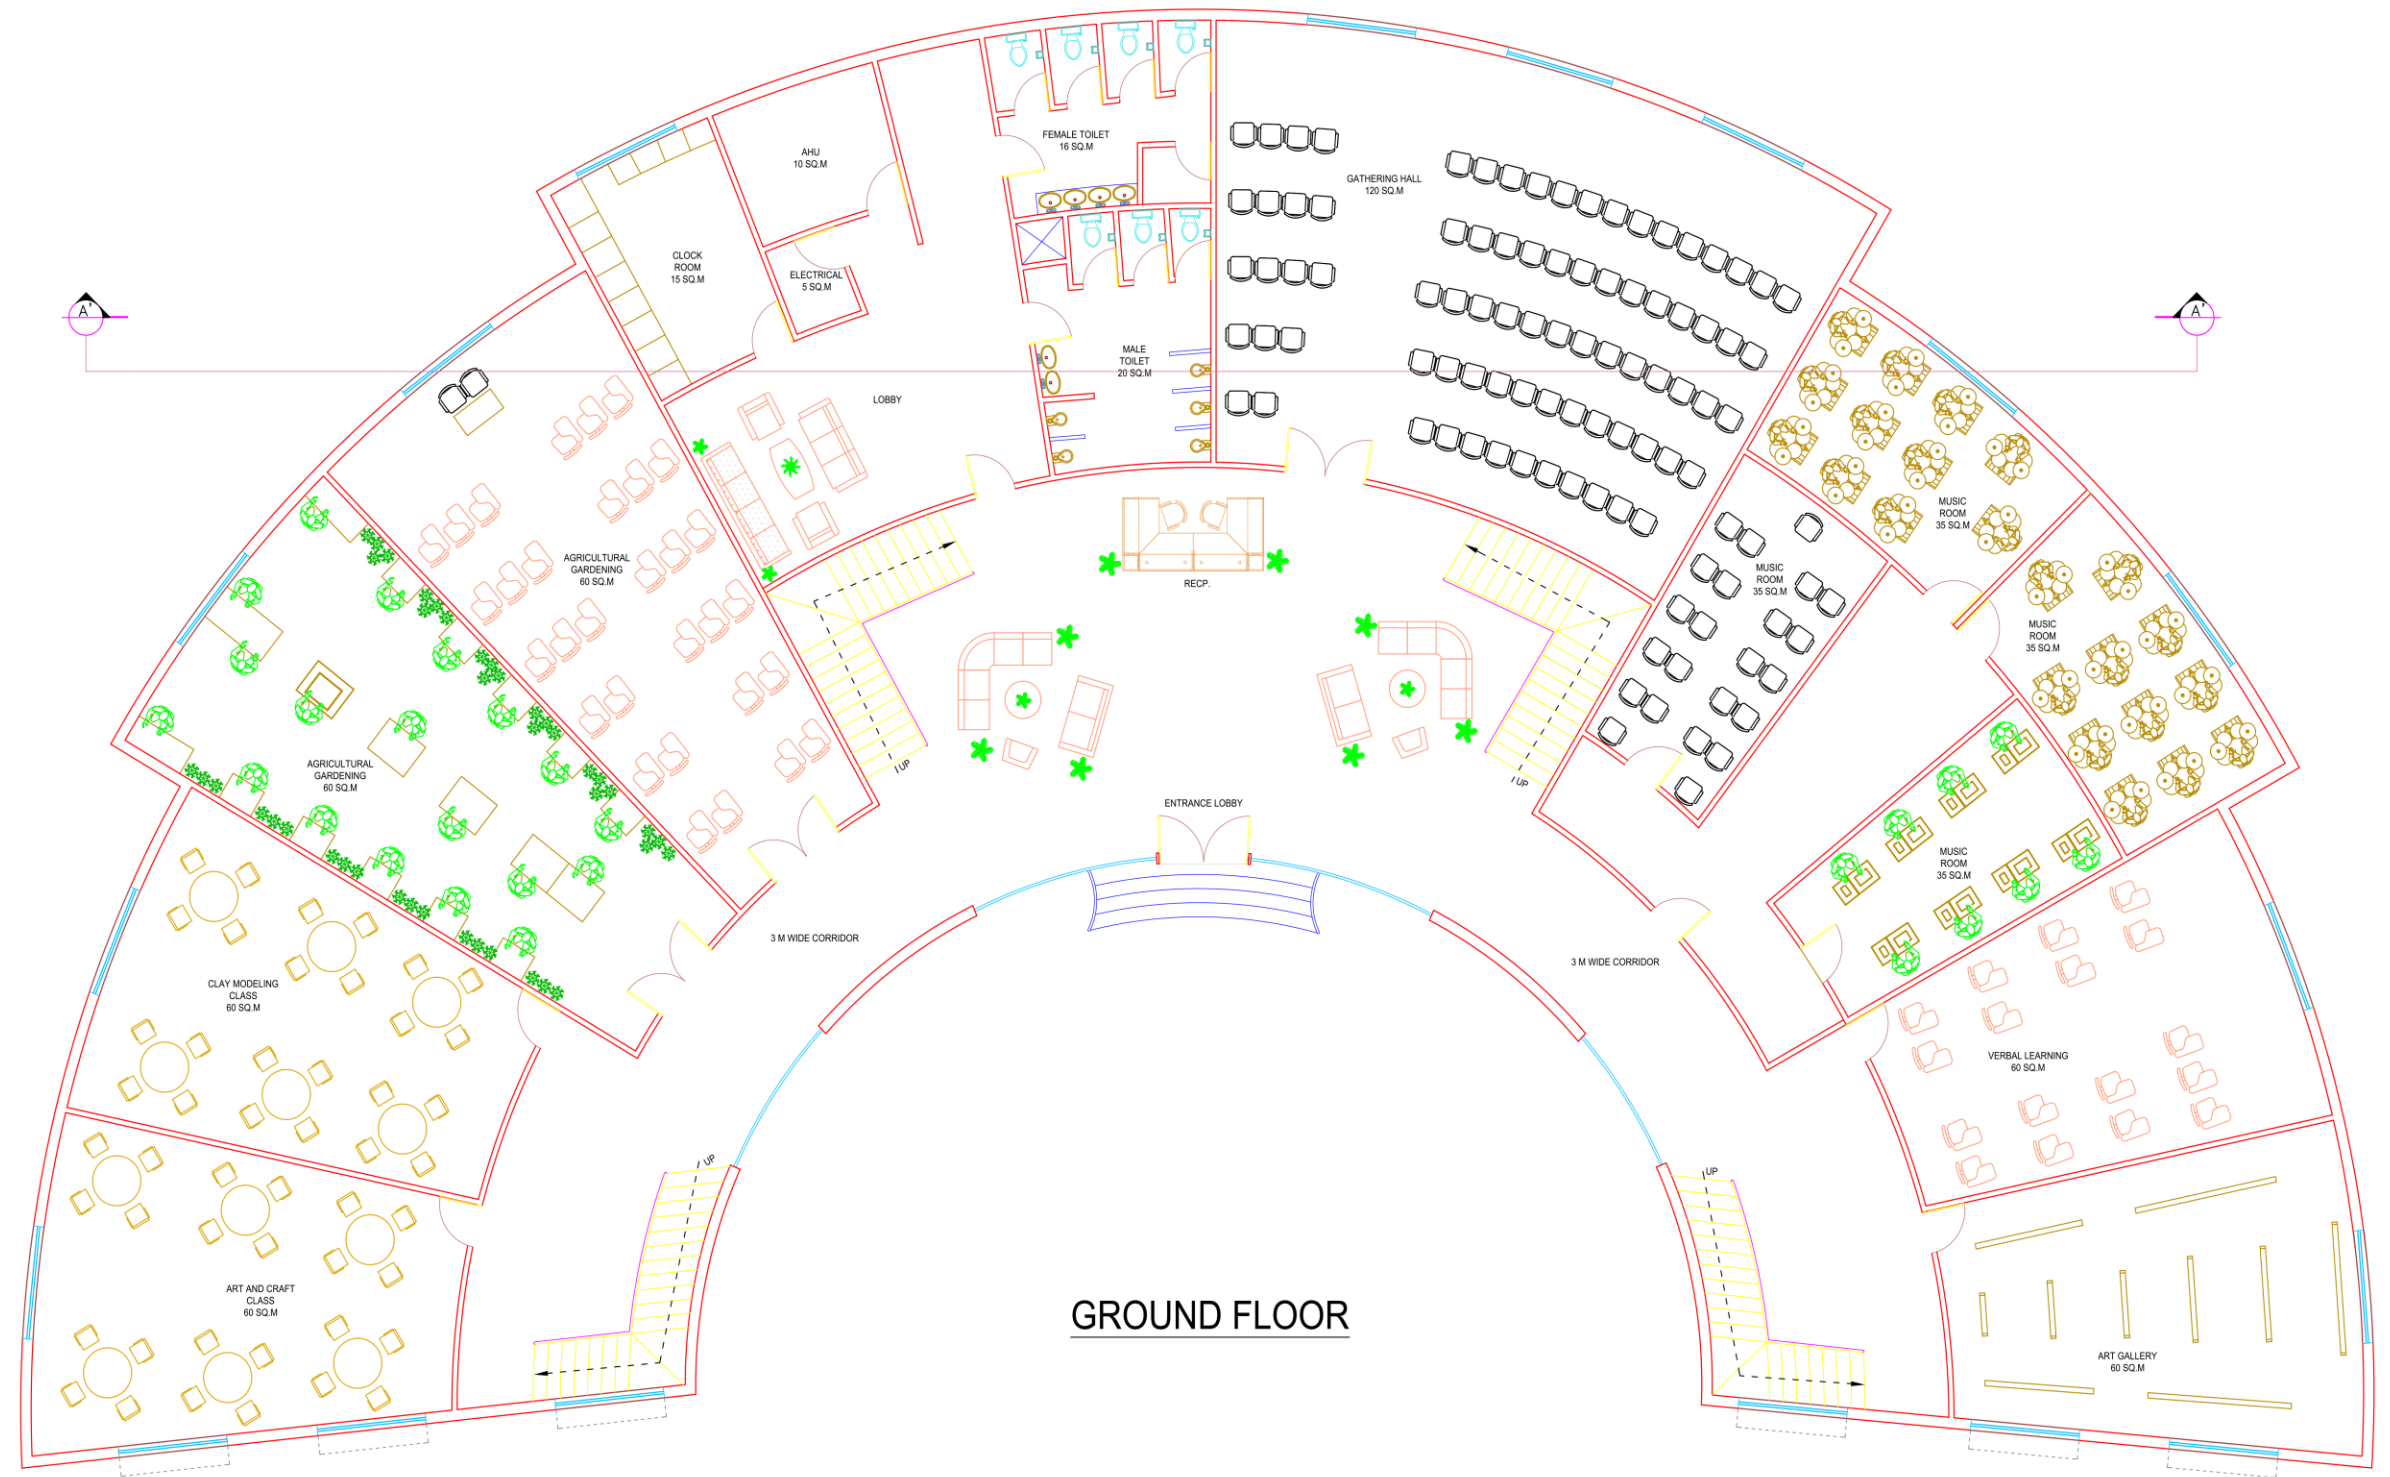 FEMALE TOILET
16 SQ.M
AHU
10 SQ.M
GATHERING HALL
120 SQ.M
CLOCK
ROOM
15 SQ.M
ELECTRICAL
5 SQ.M
A'
A'
MALE
TOILET
20 SQ.M
LOBBY
MUSIC
ROOM
35 SQ.M
AGRICULTURAL
GARDENING
60 SQ.M
MUSIC
ROOM
35 SQ.M
RECP.
MUSIC
ROOM
35 SQ.M
AGRICULTURAL
GARDENING
60 SQ.M
UP
UP
ENTRANCE LOBBY
MUSIC
ROOM
35 SQ.M
3 M WIDE CORRIDOR
3 M WIDE CORRIDOR
CLAY MODELING
CLASS
60 SQ.M
VERBAL LEARNING
60 SQ.M
UP
UP
ART AND CRAFT
CLASS
60 SQ.M
GROUND FLOOR
ART GALLERY
60 SQ.M